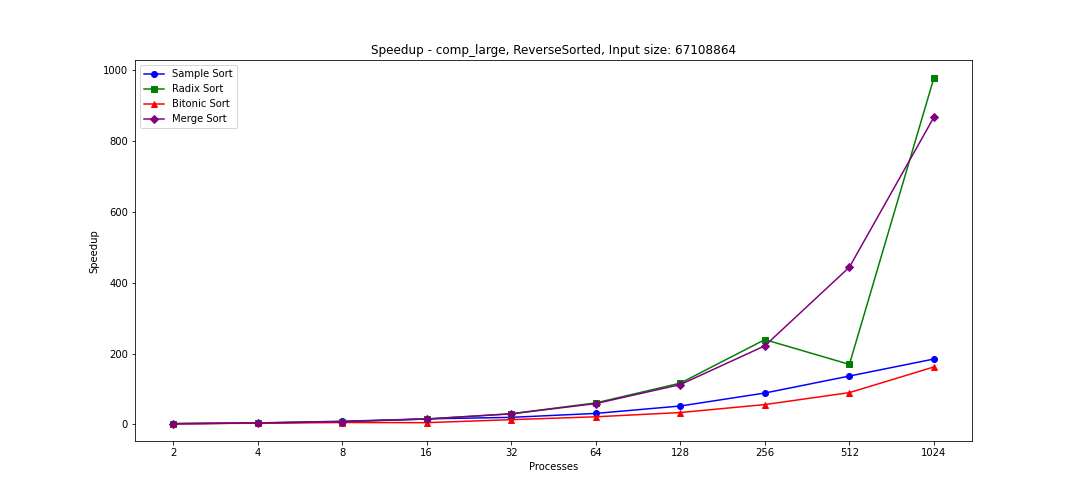 Speedup - comp_large, ReverseSorted, Input size: 67108864
Sample Sort
Radix Sort
Bitonic Sort
Merge Sort
Speedup
1000
800
600
400
200
0
2 4 8 16 32 64 128 256 512 1024
Processes